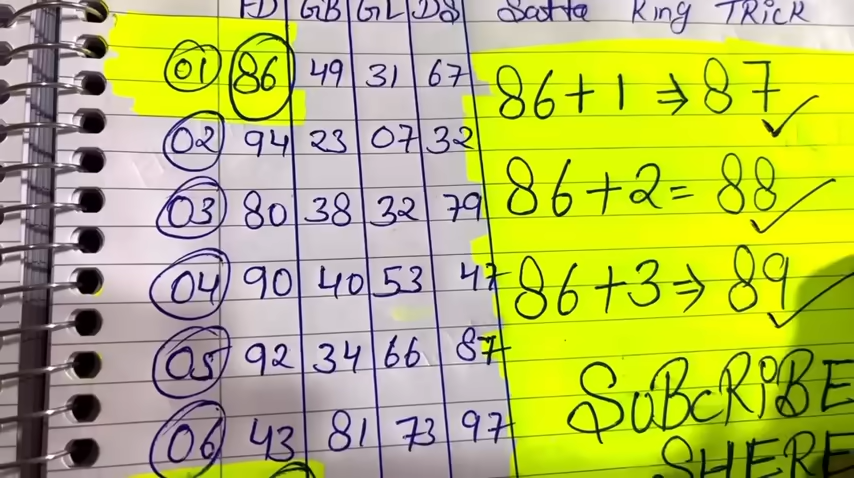 FD GB GL DS Satta King TRicK
01 86 49 31 67
02 94 23 07 32
03 80 38 32 79
04 90 40 53 47
05 92 34 66 87
06 43 81 73 97
86+1 ⇒ 87
86+2= 88
86+3⇒ 89
SUBcRiBE
SHERE